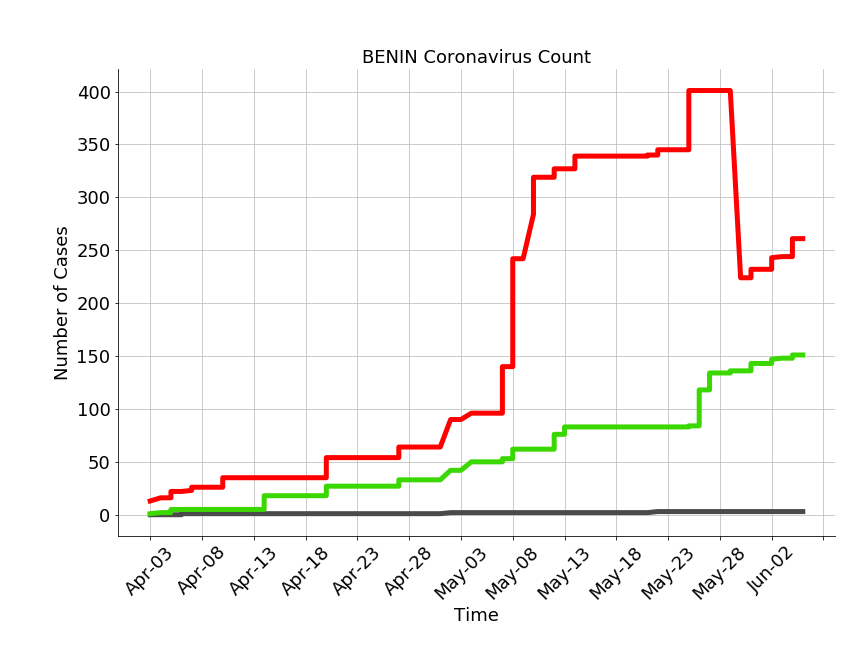 BENIN Coronavirus Count
400
350
300
250
200
150
100
50
0
Number of Cases
Apr-03
Apr-08
Apr-13
Apr-18
Apr-23
Apr-28
May-03
May-08
May-13
May-18
May-23
May-28
Jun-02
Time